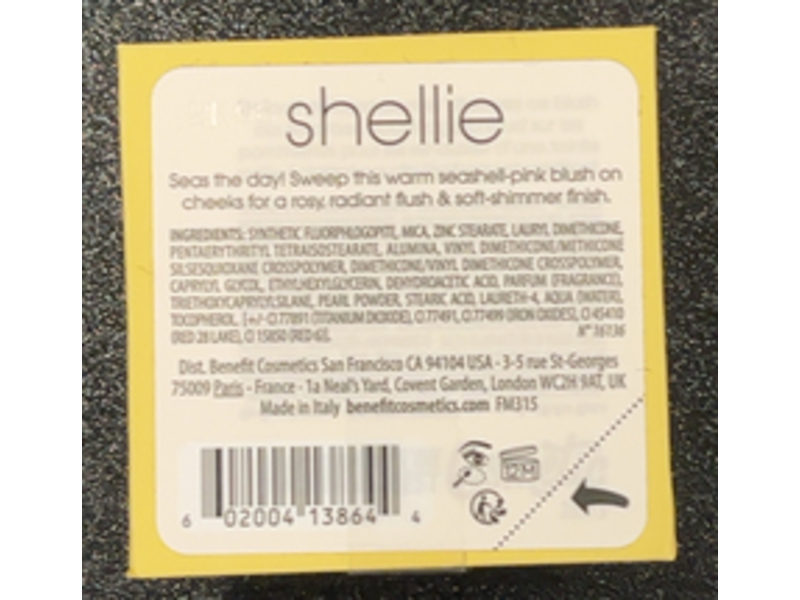 shellie
Seas the day! Sweep this warm seashell-pink blush on
cheeks for a rosy, radiant flush & soft-shimmer finish.
INGREDIENTS: SYNTHETIC FLUORPHLOGOPITE, MICA, ZINC STEARATE, LAURYL DIMETHICONE,
PENTAERYTHRITYL TETRAISOSTEARATE, ALUMINA, VINYL DIMETHICONE/METHICONE
SILSESQUIOXANE CROSSPOLYMER, DIMETHICONE/VINYL DIMETHICONE CROSSPOLYMER,
CAPRYLYL GLYCOL, ETHYLHEXYLGLYCERIN, DEHYDROACETIC ACID, PARFUM (FRAGRANCE),
TRIETHOXYCAPRYLYLSILANE, PEARL POWDER, STEARIC ACID, LAURETH-4, AQUA (WATER),
TOCOPHEROL. [+/- CI 77891 (TITANIUM DIOXIDE), CI 77491, CI 77499 (IRON OXIDES), CI 45410
(RED 28 LAKE), CI 15850 (RED 6)]. N° 16136
Dist. Benefit Cosmetics San Francisco CA 94104 USA - 3-5 rue St-Georges
75009 Paris - France - 1a Neal's Yard, Covent Garden, London WC2H 9AT, UK
Made in Italy benefitcosmetics.com FM315
12M
6 02004 13864 4